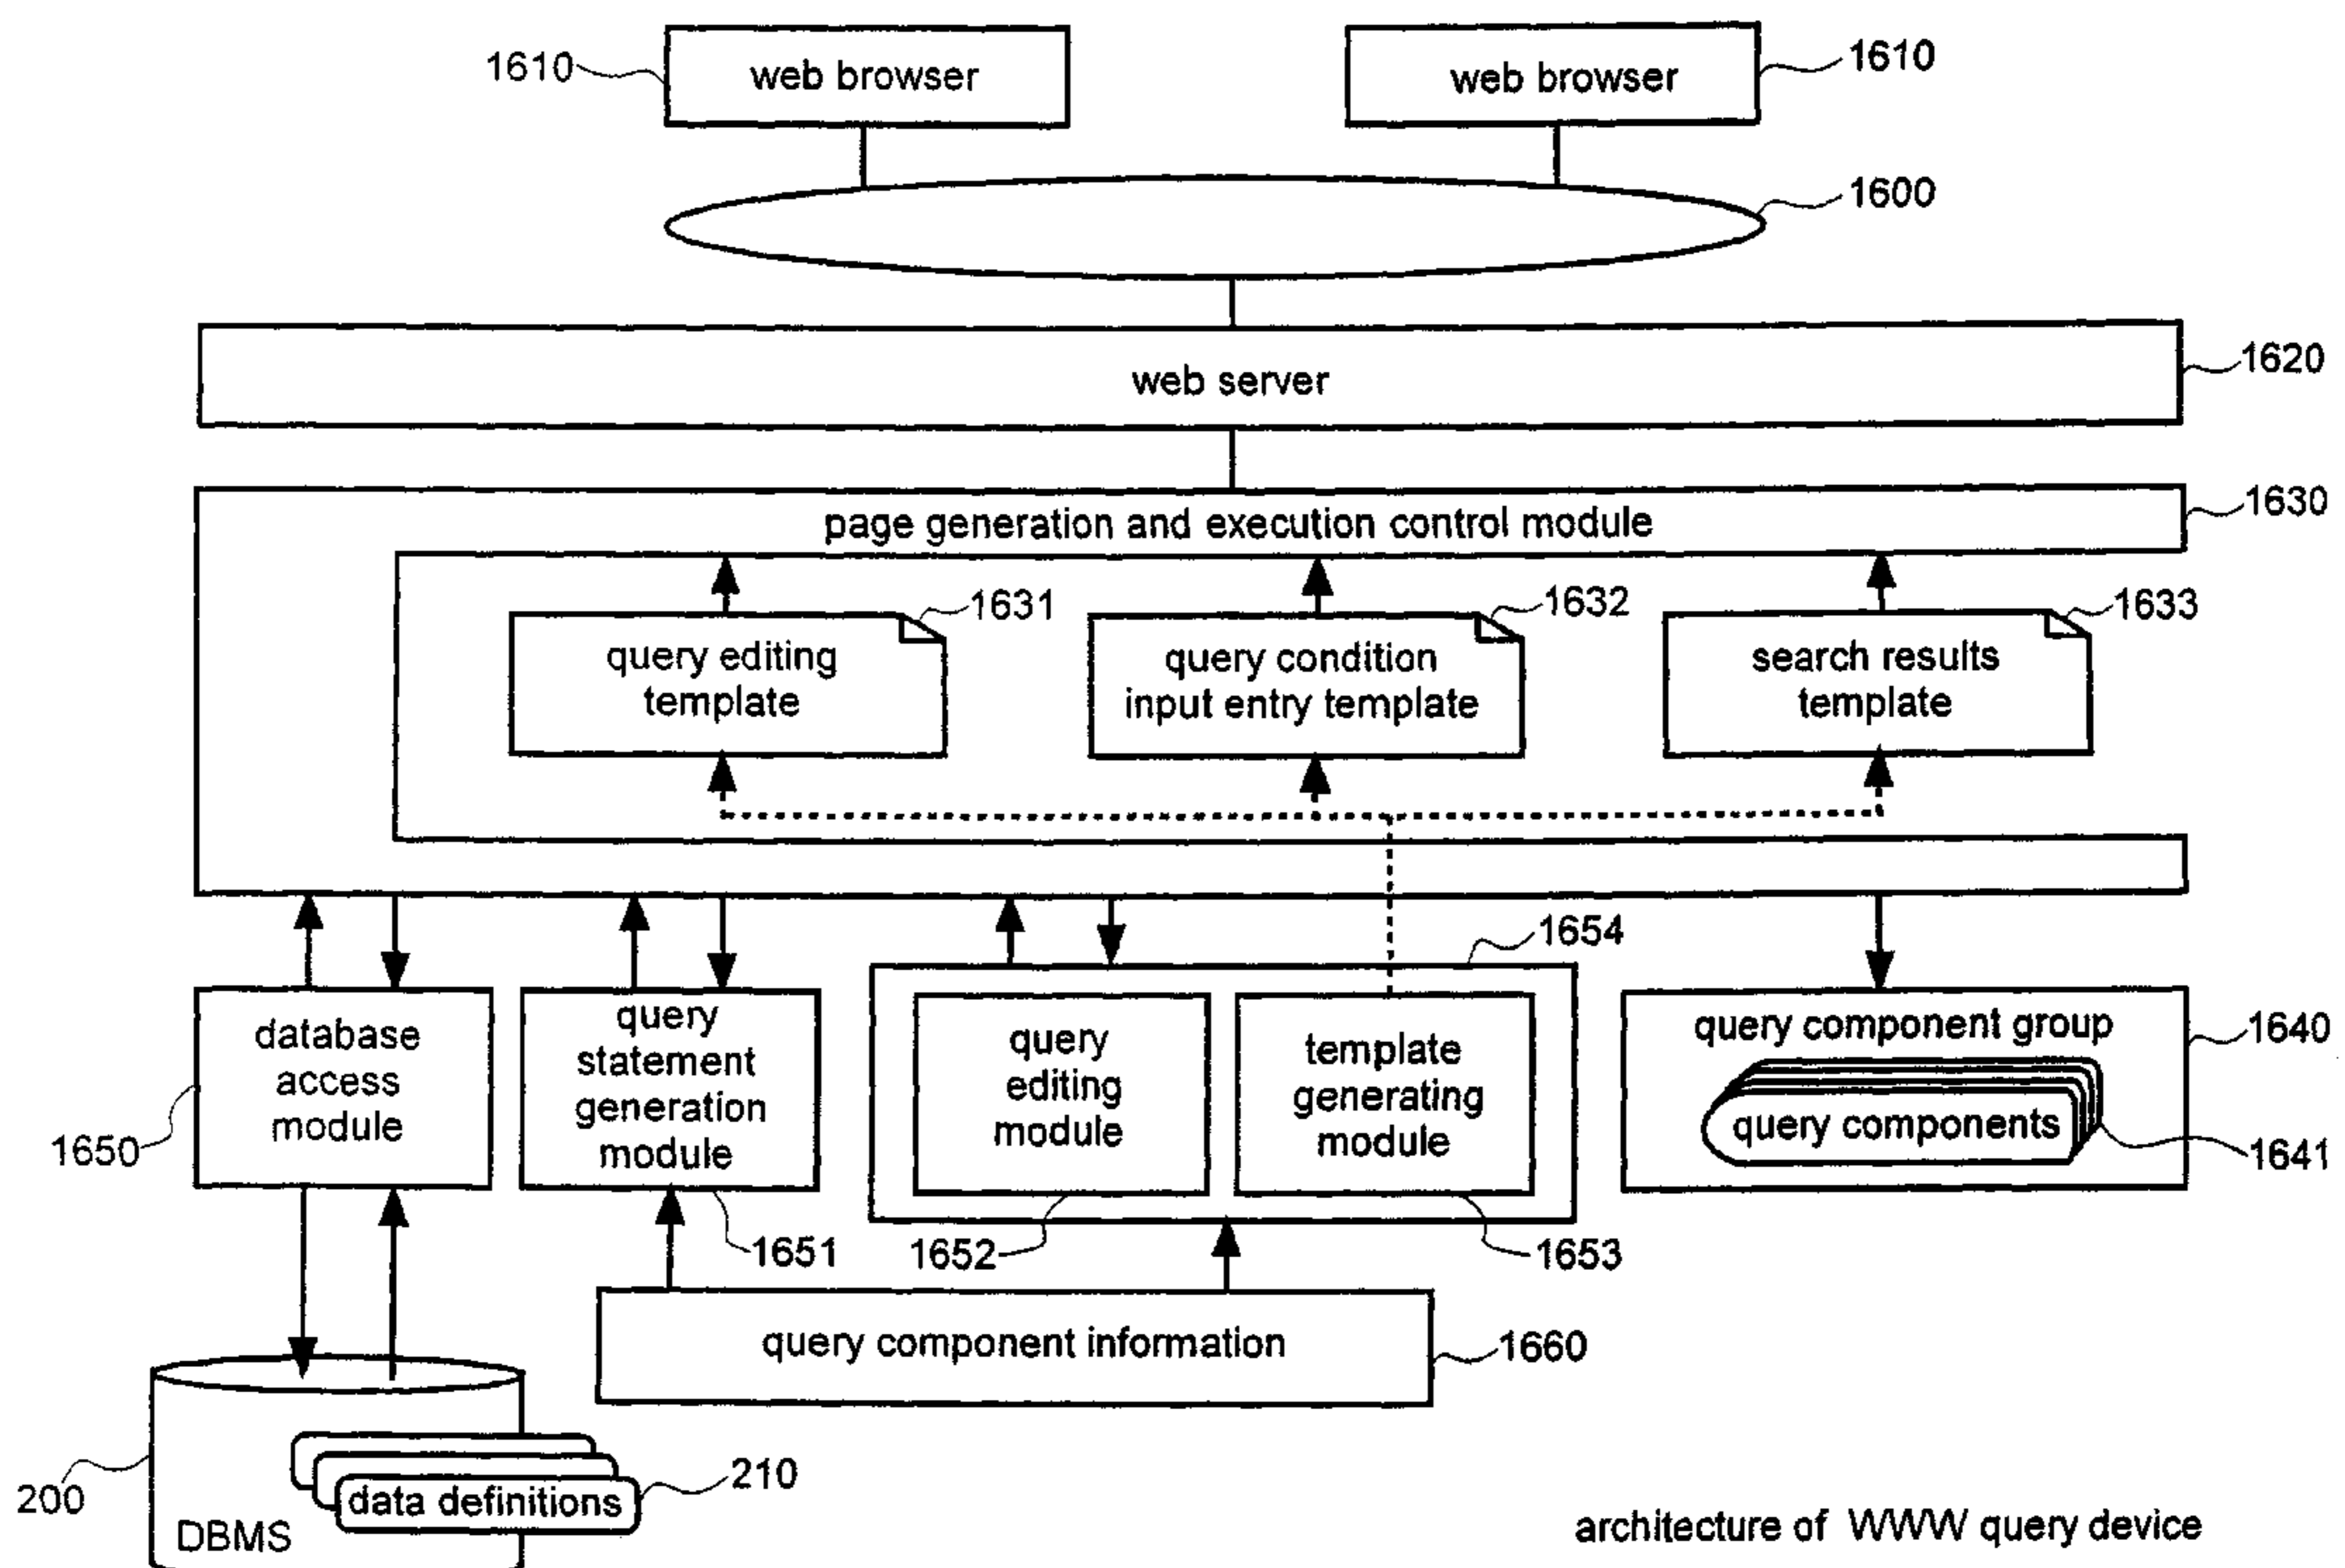 1610
web browser
web browser
1610
1600
web server
1620
page generation and execution control module
1630
1631
query editing
template
1632
query condition
input entry template
1633
search results
template
1654
database
access
module
1650
query
statement
generation
module
1651
query
editing
module
1652
template
generating
module
1653
query component group
1640
query components
1641
query component information
1660
200
DBMS
data definitions
210
architecture of WWW query device